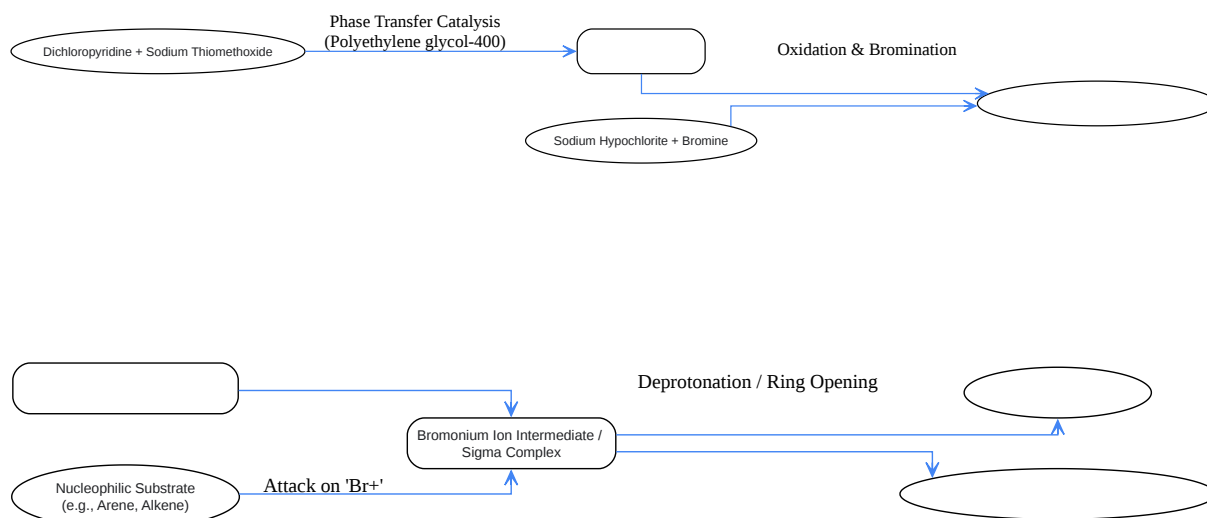 Phase Transfer Catalysis
(Polyethylene glycol-400)
Dichloropyridine + Sodium Thiomethoxide
Oxidation & Bromination
Sodium Hypochlorite + Bromine
Deprotonation / Ring Opening
Bromonium Ion Intermediate /
Sigma Complex
Nucleophilic Substrate
(e.g., Arene, Alkene)
Attack on 'Br+'